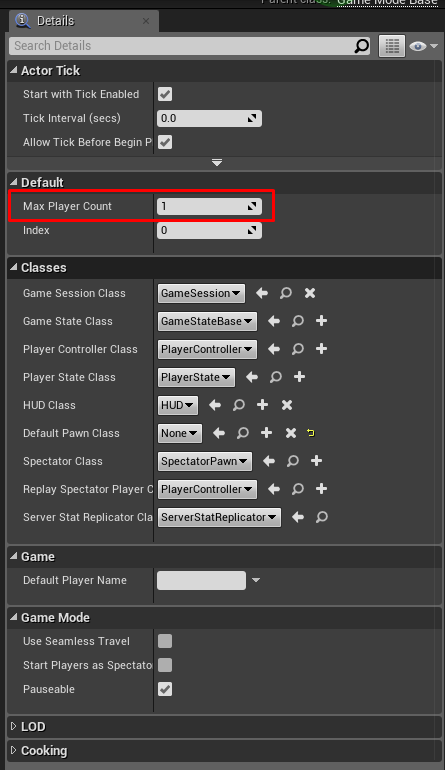 Parent class: Game Mode Base
Details
Search Details
Actor Tick
Start with Tick Enabled
Tick Interval (secs) 0.0
Allow Tick Before Begin P
Default
Max Player Count 1
Index 0
Classes
Game Session Class GameSession
Game State Class GameStateBase
Player Controller Class PlayerController
Player State Class PlayerState
HUD Class HUD
Default Pawn Class None
Spectator Class SpectatorPawn
Replay Spectator Player C PlayerController
Server Stat Replicator Cla ServerStatReplicator
Game
Default Player Name
Game Mode
Use Seamless Travel
Start Players as Spectato
Pauseable
LOD
Cooking